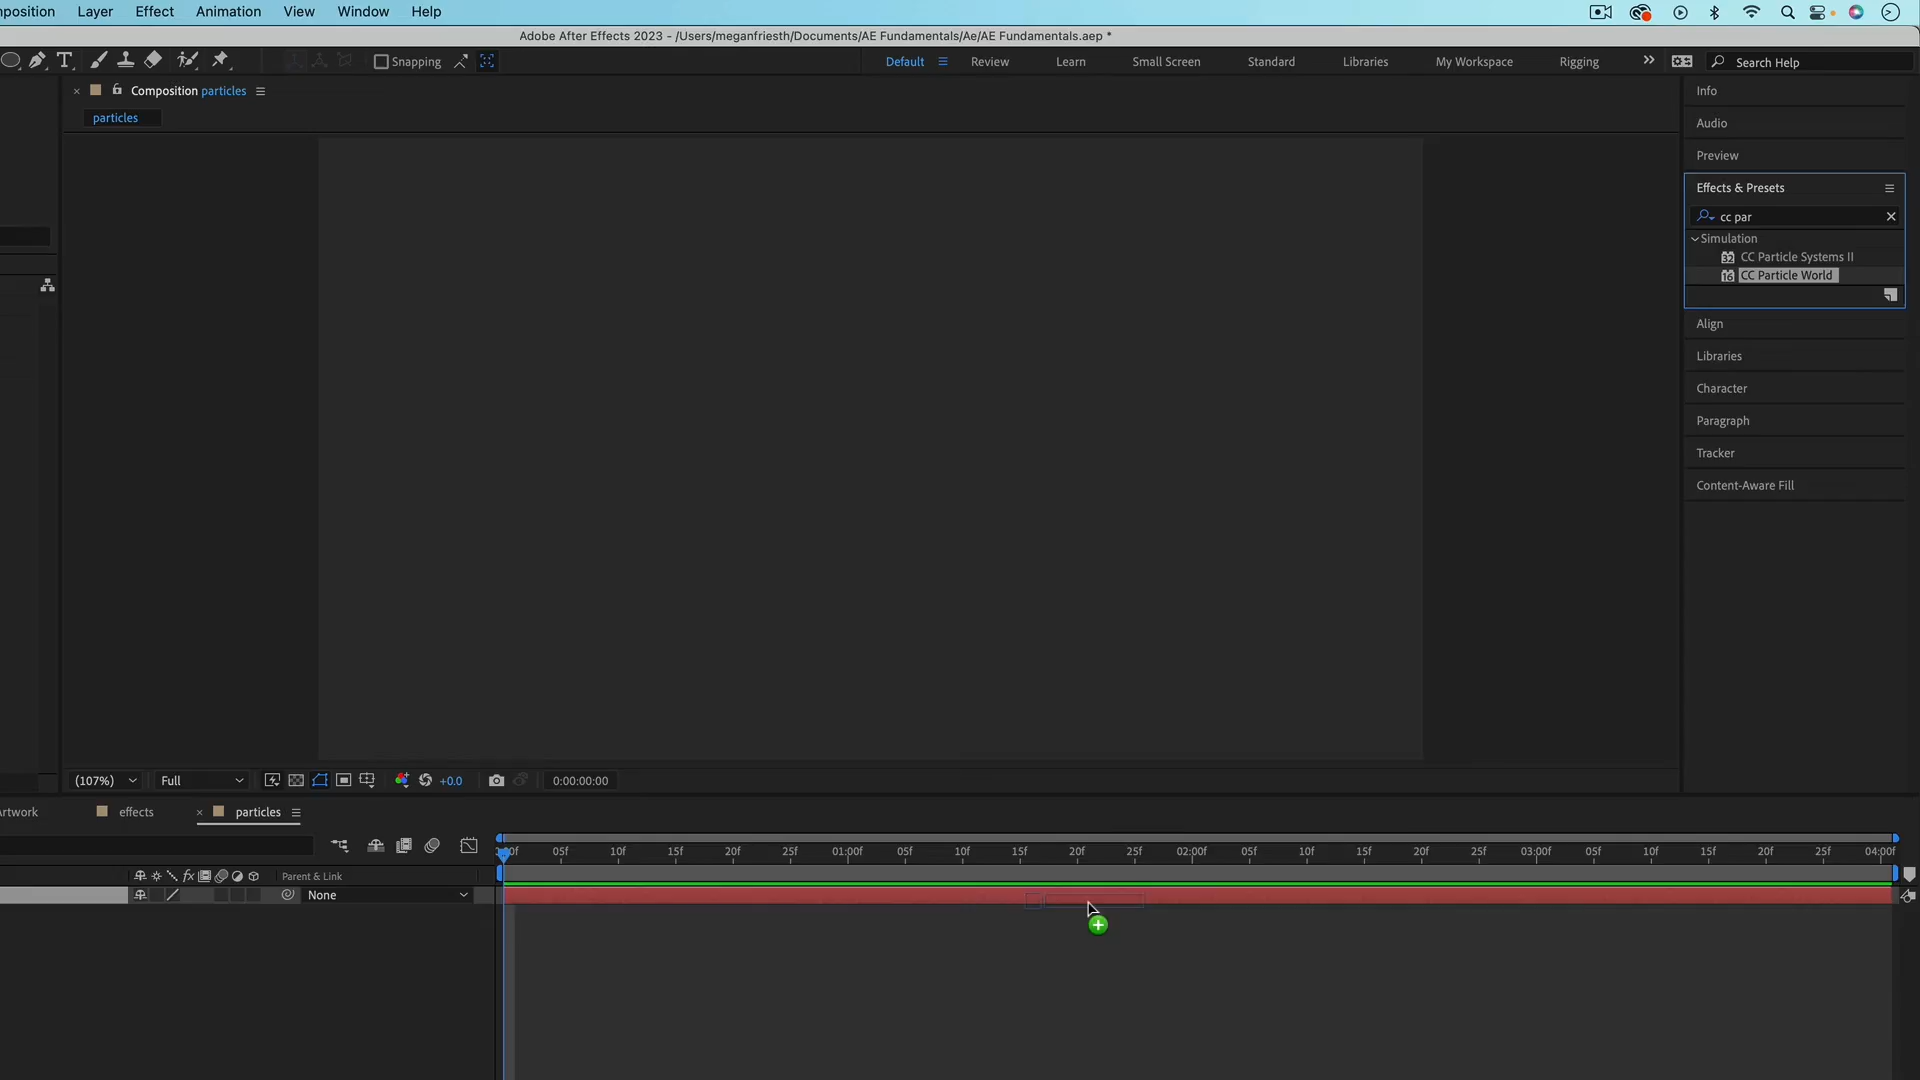 position Layer Effect Animation View Window Help
Adobe After Effects 2023 - /Users/meganfriesth/Documents/AE Fundamentals/Ae/AE Fundamentals.aep *
Snapping Default Review Learn Small Screen Standard Libraries My Workspace Rigging Search Help
Composition particles
particles
Info
Audio
Preview
Effects & Presets
cc par
Simulation
32 CC Particle Systems II
16 CC Particle World
Align
Libraries
Character
Paragraph
Tracker
Content-Aware Fill
(107%) Full +0.0 0:00:00:00
rtwork effects particles
00f 05f 10f 15f 20f 25f 01:00f 05f 10f 15f 20f 25f 02:00f 05f 10f 15f 20f 25f 03:00f 05f 10f 15f 20f 25f 04:00f
fx Parent & Link
None